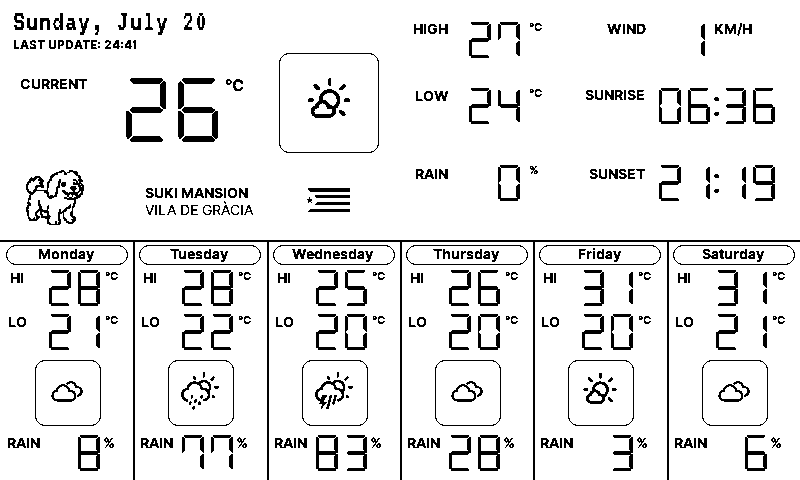 Sunday, July 20
LAST UPDATE: 24:41
CURRENT 26 °C
HIGH 27 °C
WIND 1 KM/H
LOW 24 °C
SUNRISE 06:36
RAIN 0 %
SUNSET 21:19
SUKI MANSION
VILA DE GRÀCIA
Monday
HI 28 °C
LO 21 °C
RAIN 8 %
Tuesday
HI 28 °C
LO 22 °C
RAIN 77 %
Wednesday
HI 25 °C
LO 20 °C
RAIN 83 %
Thursday
HI 26 °C
LO 20 °C
RAIN 28 %
Friday
HI 31 °C
LO 20 °C
RAIN 3 %
Saturday
HI 31 °C
LO 21 °C
RAIN 6 %